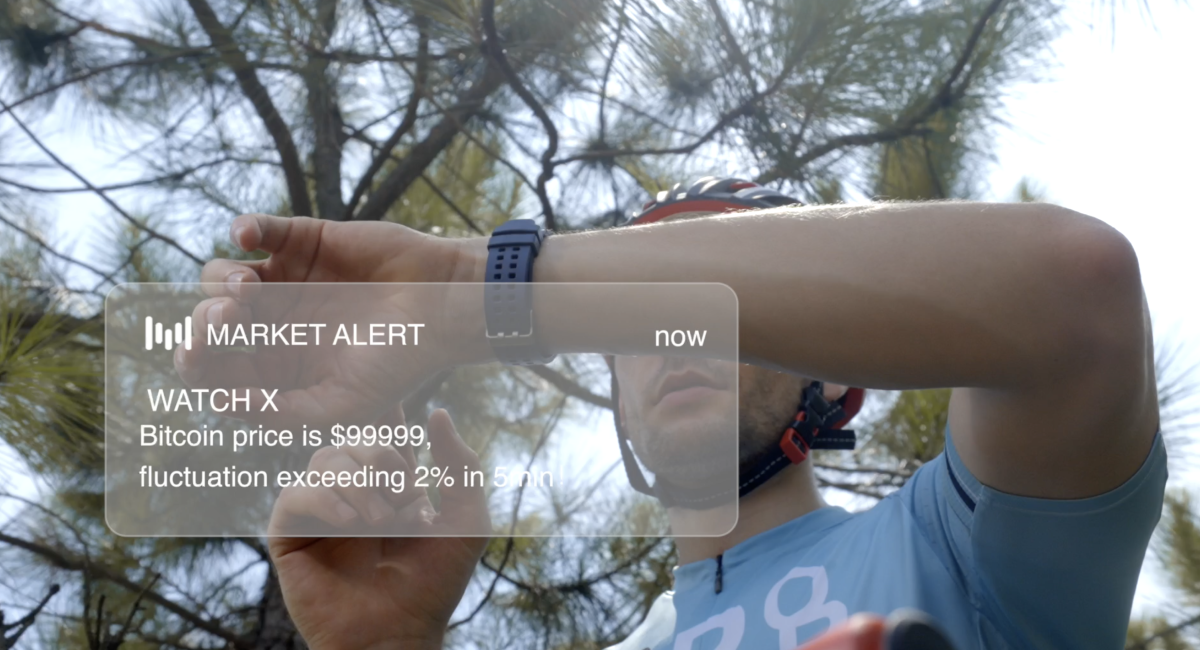 MARKET ALERT now
WATCH X
Bitcoin price is $99999,
fluctuation exceeding 2% in 5min!